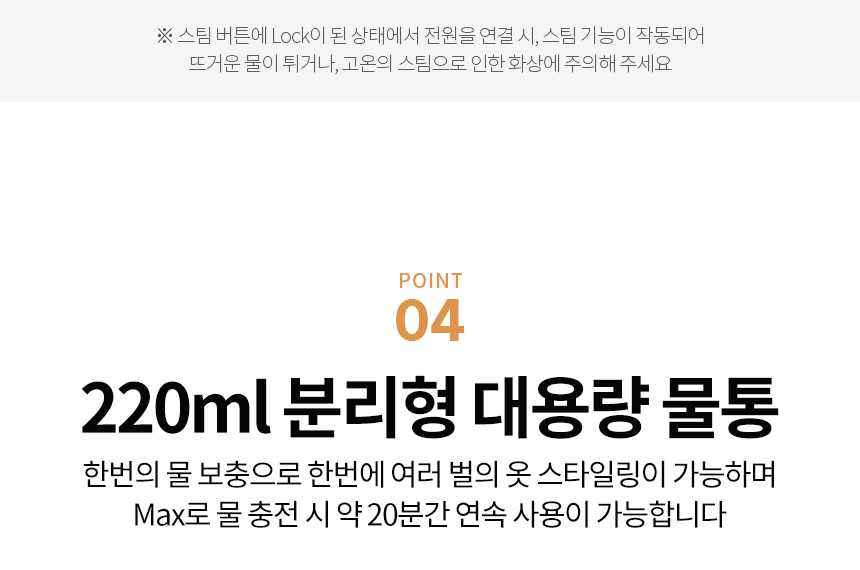 ※ 스팀 버튼에 Lock이 된 상태에서 전원을 연결 시, 스팀 기능이 작동되어
뜨거운 물이 튀거나, 고온의 스팀으로 인한 화상에 주의해 주세요
POINT
04
220ml 분리형 대용량 물통
한번의 물 보충으로 한번에 여러 벌의 옷 스타일링이 가능하며
Max로 물 충전 시 약 20분간 연속 사용이 가능합니다